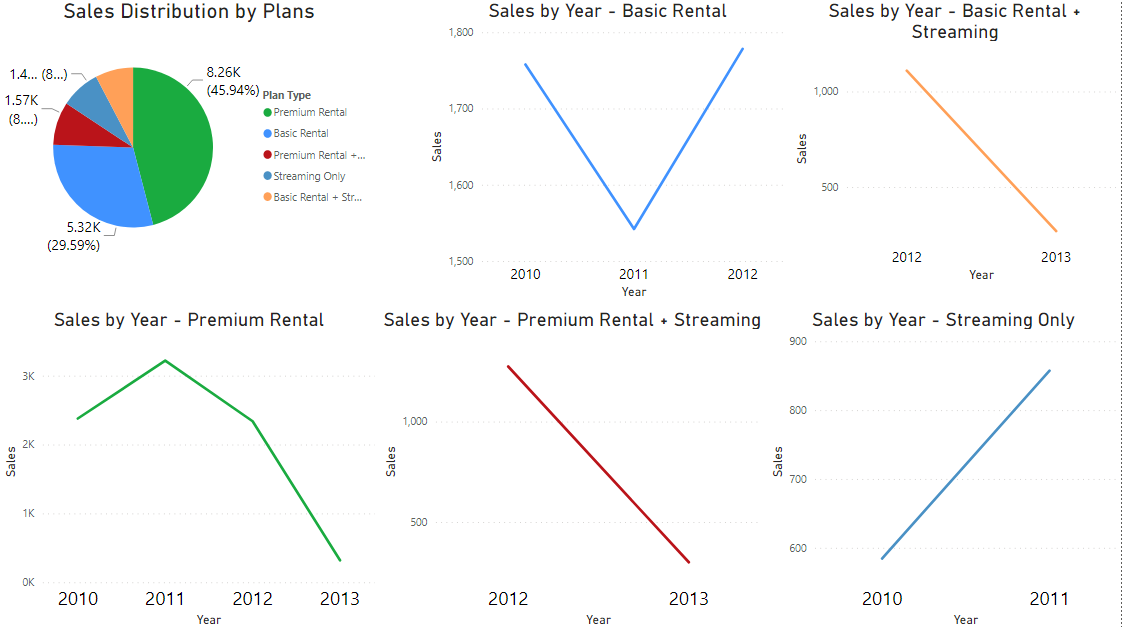 Sales Distribution by Plans
8.26K
(45.94%)
1.4... (8...)
1.57K
(8....)
5.32K
(29.59%)
Plan Type
Premium Rental
Basic Rental
Premium Rental +...
Streaming Only
Basic Rental + Str...
Sales by Year - Basic Rental
1,800
1,700
1,600
1,500
Sales
2010
2011
2012
Year
Sales by Year - Basic Rental +
Streaming
1,000
500
Sales
2012
2013
Year
Sales by Year - Premium Rental
3K
2K
1K
0K
Sales
2010
2011
2012
2013
Year
Sales by Year - Premium Rental + Streaming
1,000
500
Sales
2012
2013
Year
Sales by Year - Streaming Only
900
800
700
600
Sales
2010
2011
Year